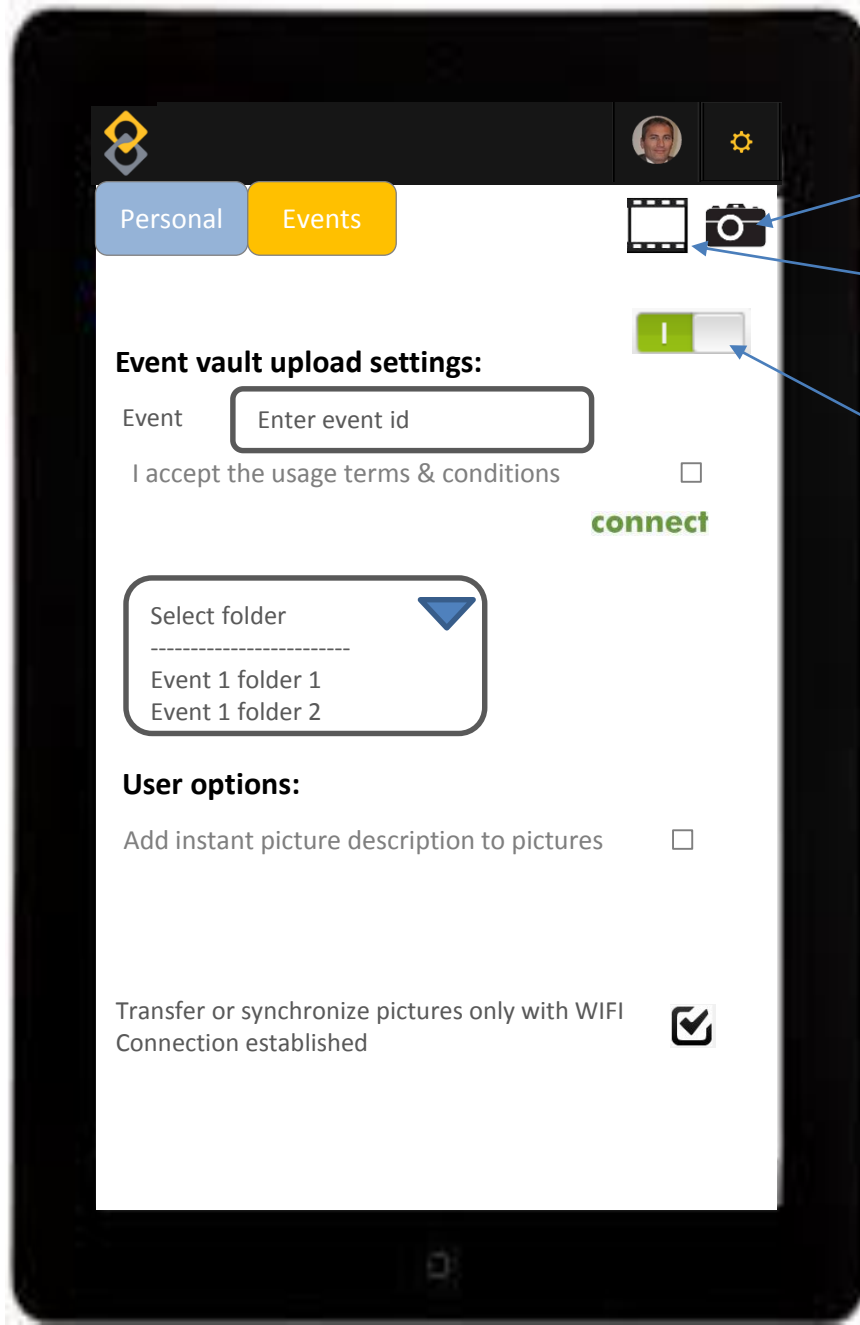 Personal Events
Event vault upload settings:
Event Enter event id
I accept the usage terms & conditions
connect
Select folder
-------------------------
Event 1 folder 1
Event 1 folder 2
User options:
Add instant picture description to pictures
Transfer or synchronize pictures only with WIFI
Connection established